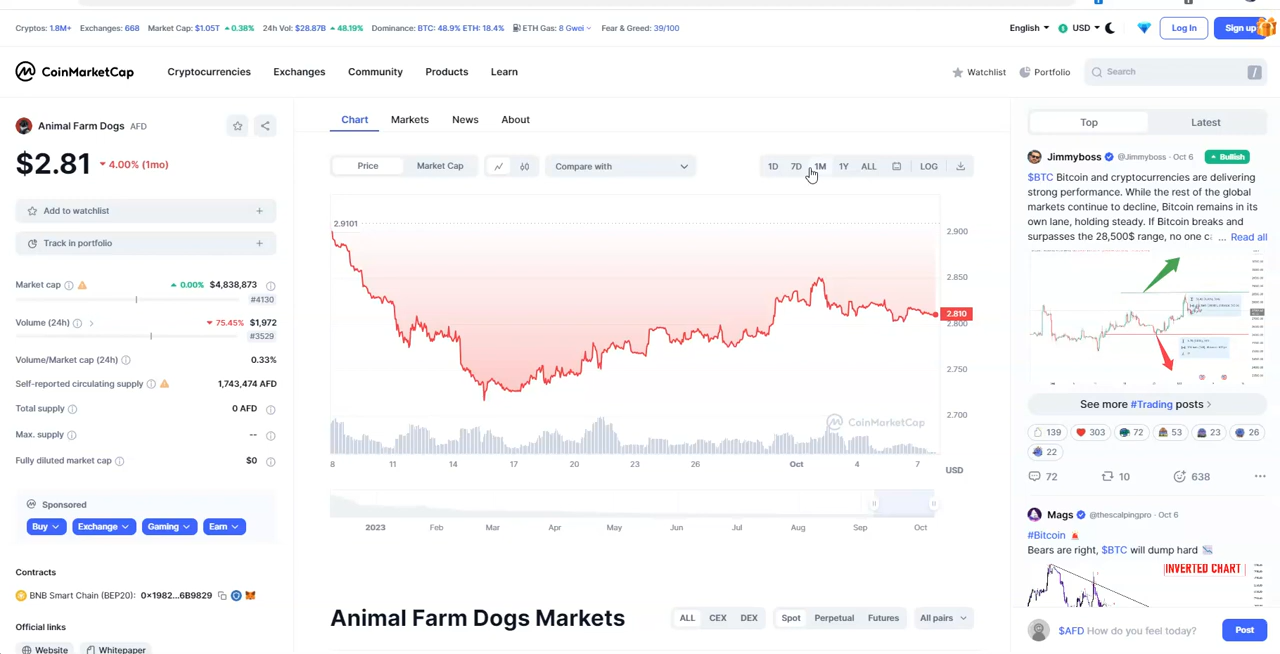 Cryptos: 1.8M+ Exchanges: 668 Market Cap: $1.05T 0.38% 24h Vol: $28.87B 48.19% Dominance: BTC: 48.9% ETH: 18.4% ETH Gas: 8 Gwei Fear & Greed: 39/100
English USD Log In Sign up
CoinMarketCap Cryptocurrencies Exchanges Community Products Learn Watchlist Portfolio Search /
Animal Farm Dogs AFD
$2.81 4.00% (1mo)
Add to watchlist +
Track in portfolio +
Market cap 0.00% $4,838,873
#4130
Volume (24h) 75.45% $1,972
#3529
Volume/Market cap (24h) 0.33%
Self-reported circulating supply 1,743,474 AFD
Total supply 0 AFD
Max. supply --
Fully diluted market cap $0
Sponsored
Buy Exchange Gaming Earn
Contracts
BNB Smart Chain (BEP20): 0x1982...6B9829
Official links
Website Whitepaper
Chart Markets News About
Price Market Cap Compare with 1D 7D 1M 1Y ALL LOG
2.9101
2.900
2.850
2.810
2.800
2.750
2.700
CoinMarketCap
8 11 14 17 20 23 26 Oct 4 7 USD
2023 Feb Mar Apr May Jun Jul Aug Sep Oct
Animal Farm Dogs Markets ALL CEX DEX Spot Perpetual Futures All pairs
Top Latest
Jimmyboss @Jimmyboss · Oct 6 Bullish
$BTC Bitcoin and cryptocurrencies are delivering
strong performance. While the rest of the global
markets continue to decline, Bitcoin remains in its
own lane, holding steady. If Bitcoin breaks and
surpasses the 28,500$ range, no one ... Read all
See more #Trading posts >
139 303 72 53 23 26
22
72 10 638
Mags @thescalpingpro · Oct 6
#Bitcoin
Bears are right, $BTC will dump hard
INVERTED CHART
$AFD How do you feel today? Post